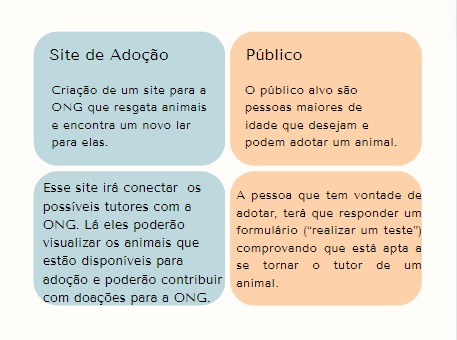 Site de Adoção
Criação de um site para a
ONG que resgata animais
e encontra um novo lar
para elas.
Público
O público alvo são
pessoas maiores de
idade que desejam e
podem adotar um animal.
Esse site irá conectar os
possíveis tutores com a
ONG. Lá eles poderão
visualizar os animais que
estão disponíveis para
adoção e poderão contribuir
com doações para a ONG.
A pessoa que tem vontade de
adotar, terá que responder um
formulário ("realizar um teste")
comprovando que está apta a
se tornar o tutor de um
animal.